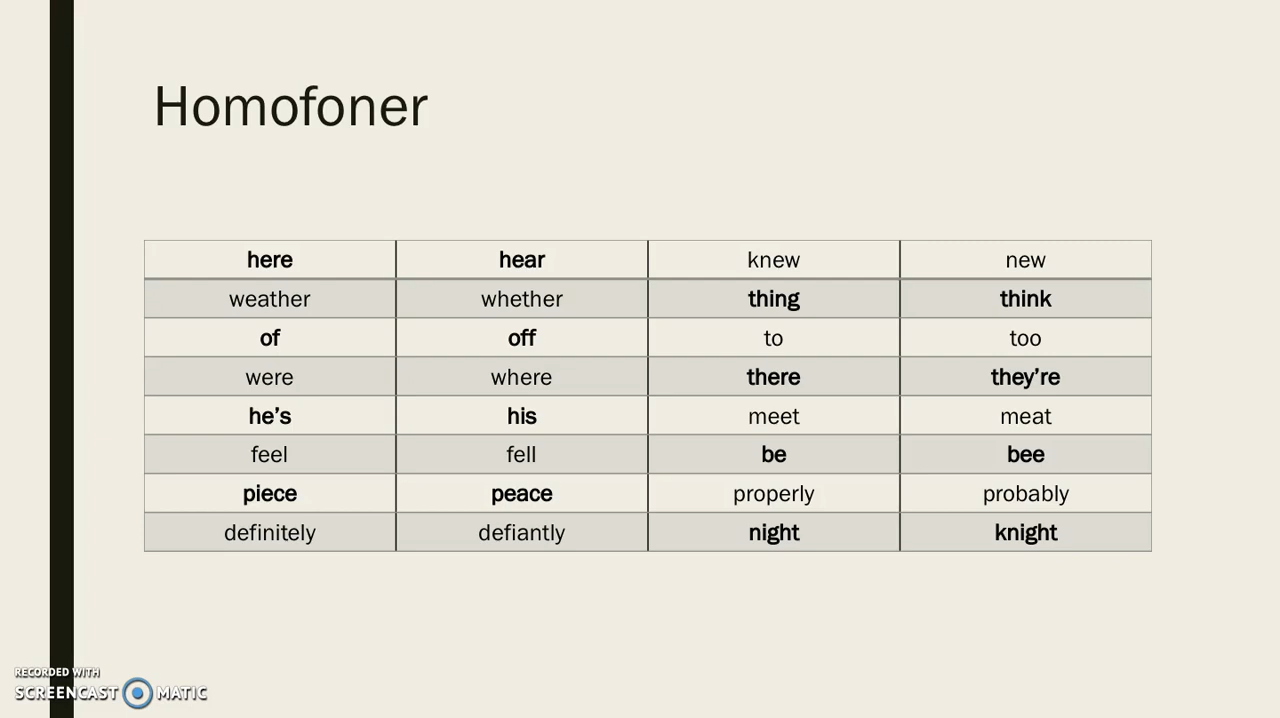 Homofoner
here hear knew new
weather whether thing think
of off to too
were where there they’re
he’s his meet meat
feel fell be bee
piece peace properly probably
definitely defiantly night knight
RECORDED WITH
SCREENCAST MATIC